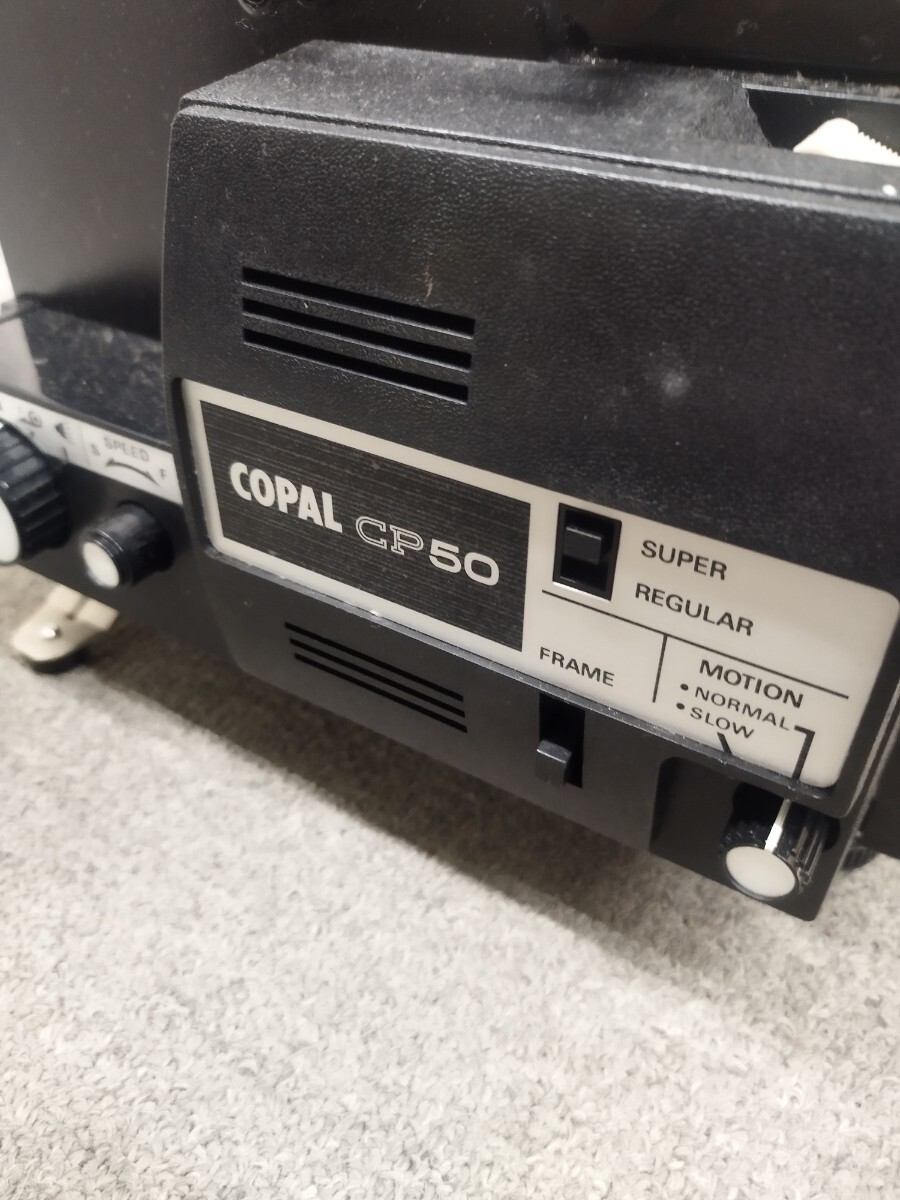 S SPEED F
COPAL CP50
SUPER
REGULAR
FRAME
MOTION
• NORMAL
• SLOW